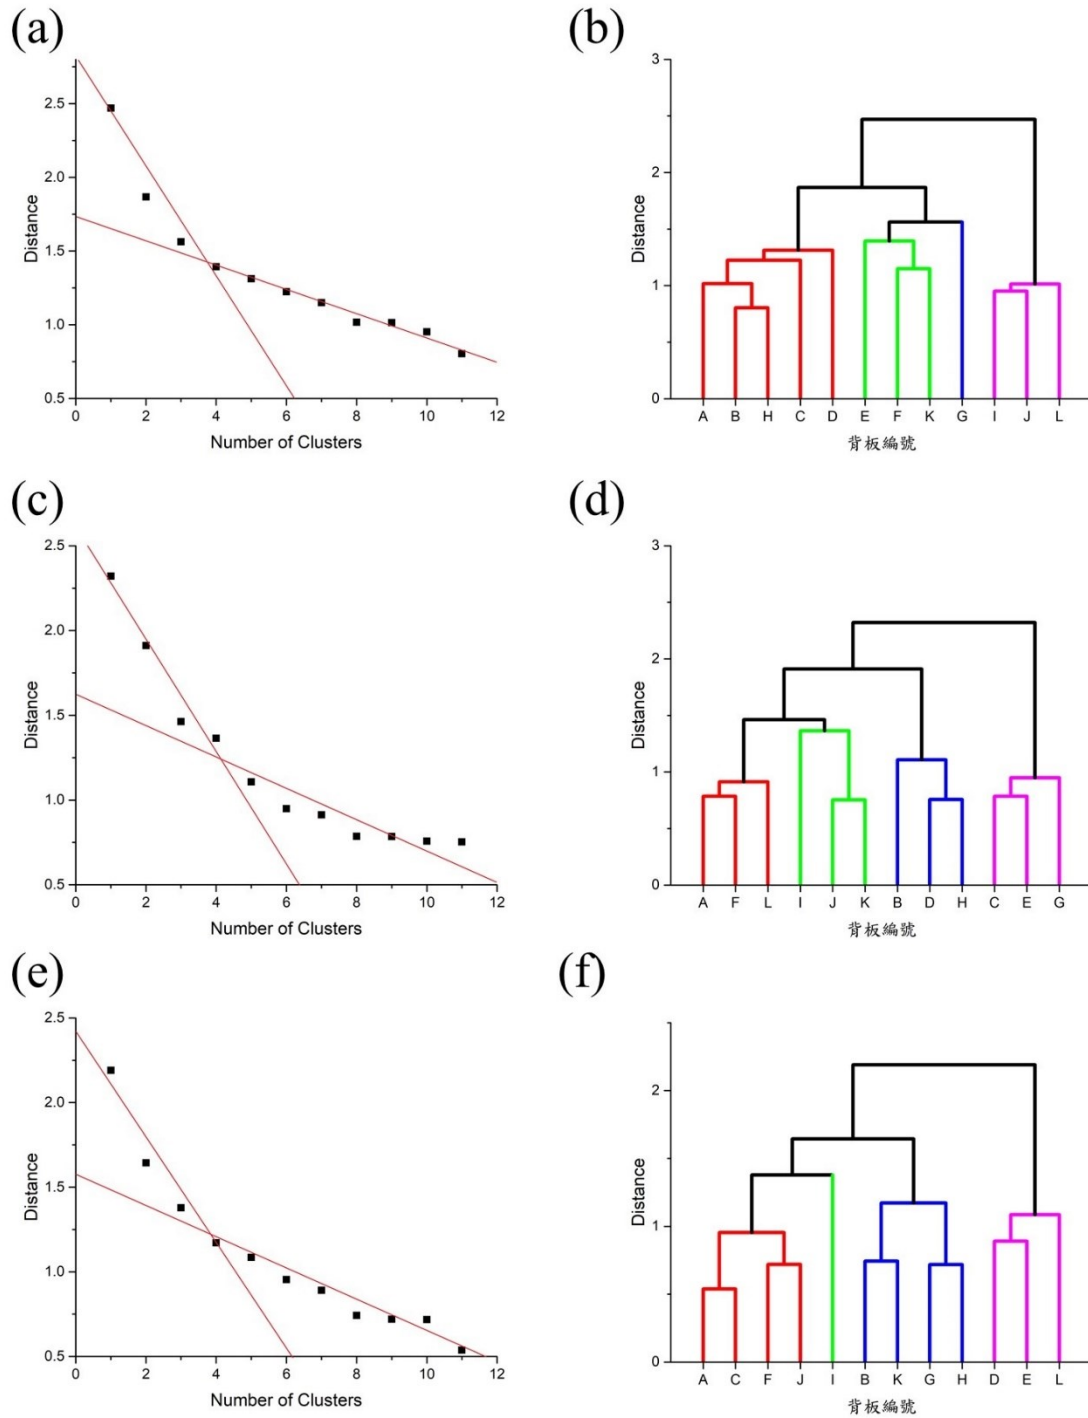 (a)
2.5
2.0
1.5
1.0
0.5
0 2 4 6 8 10 12
Distance
Number of Clusters
(b)
3
2
1
0
A B H C D E F K G I J L
Distance
背板編號
(c)
2.5
2.0
1.5
1.0
0.5
0 2 4 6 8 10 12
Distance
Number of Clusters
(d)
3
2
1
0
A F L I J K B D H C E G
Distance
背板編號
(e)
2.5
2.0
1.5
1.0
0.5
0 2 4 6 8 10 12
Distance
Number of Clusters
(f)
2
1
0
A C F J I B K G H D E L
Distance
背板編號